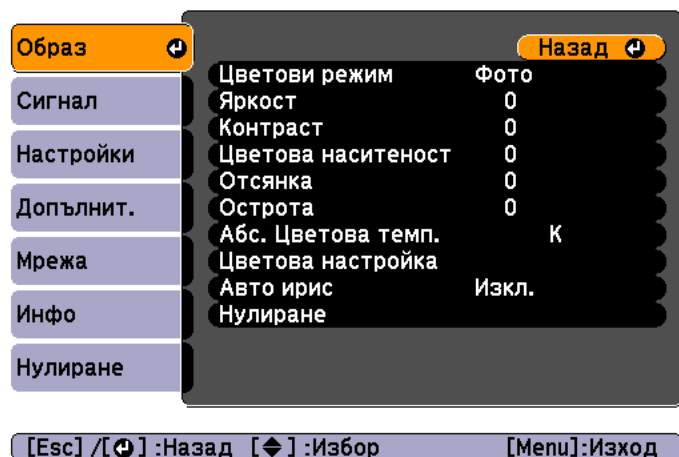 Образ
Назад
Цветови режим Фото
Яркост 0
Сигнал
Контраст 0
Цветова наситеност 0
Настройки
Отсянка 0
Острота 0
Допълнит.
Абс. Цветова темп. K
Мрежа
Цветова настройка
Авто ирис Изкл.
Инфо
Нулиране
Нулиране
[Esc] /[ ] :Назад [ ] :Избор [Menu]:Изход